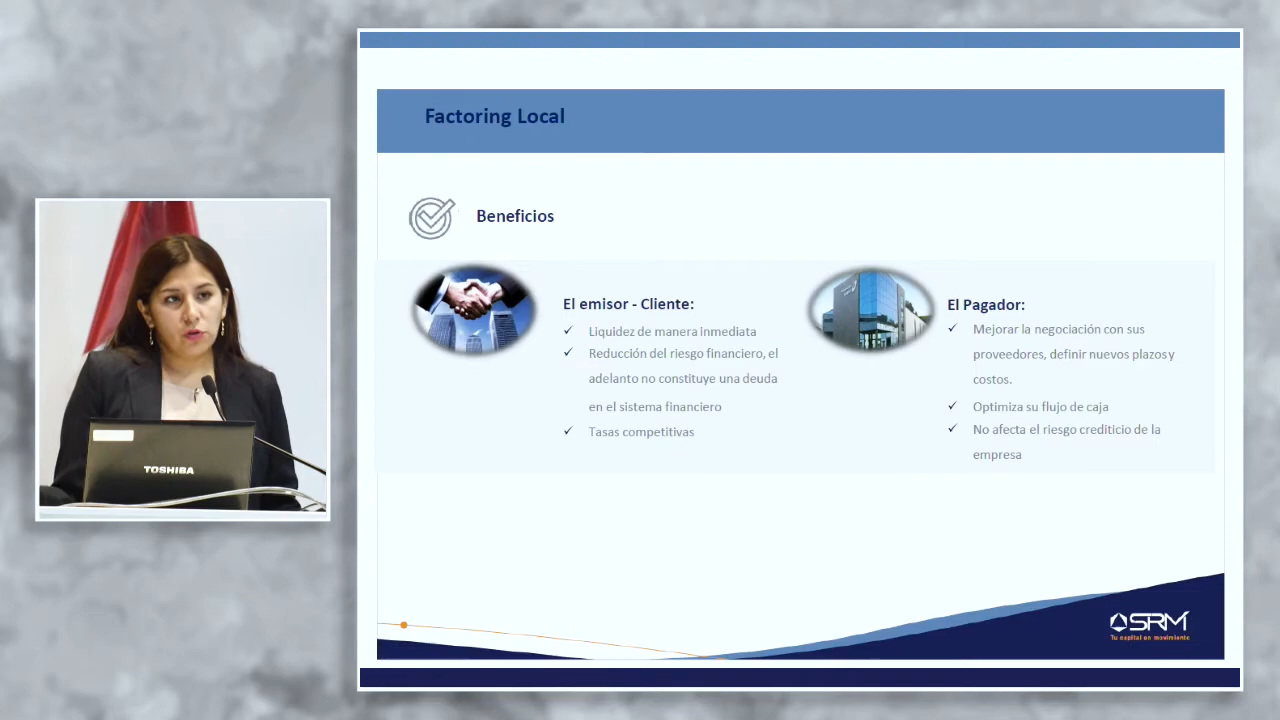 Factoring Local
Beneficios
El emisor - Cliente:
Liquidez de manera inmediata
Reducción del riesgo financiero, el
adelanto no constituye una deuda
en el sistema financiero
Tasas competitivas
El Pagador:
Mejorar la negociación con sus
proveedores, definir nuevos plazos y
costos.
Optimiza su flujo de caja
No afecta el riesgo crediticio de la
empresa
TOSHIBA
SRM
Tu capital en movimiento